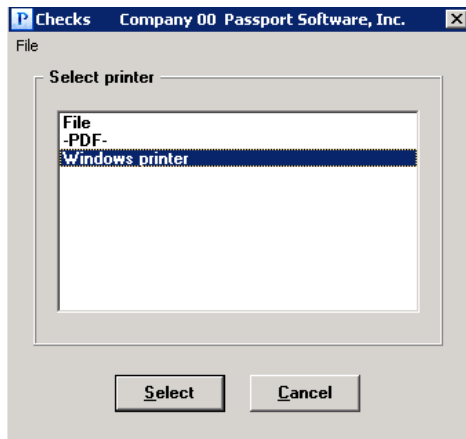 P Checks Company 00 Passport Software, Inc.
File
Select printer
File
-PDF-
Windows printer
Select Cancel